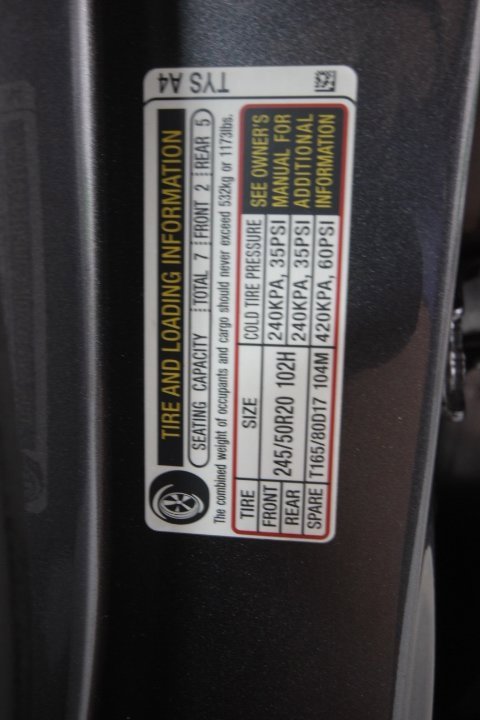 TIRE AND LOADING INFORMATION
SEATING CAPACITY TOTAL 7 FRONT 2 REAR 5
The combined weight of occupants and cargo should never exceed 532kg or 1173lbs.
TIRE SIZE COLD TIRE PRESSURE
FRONT 245/50R20 102H 240KPA, 35PSI
REAR 240KPA, 35PSI
SPARE T165/80D17 104M 420KPA, 60PSI
SEE OWNER'S
MANUAL FOR
ADDITIONAL
INFORMATION
TYS A4